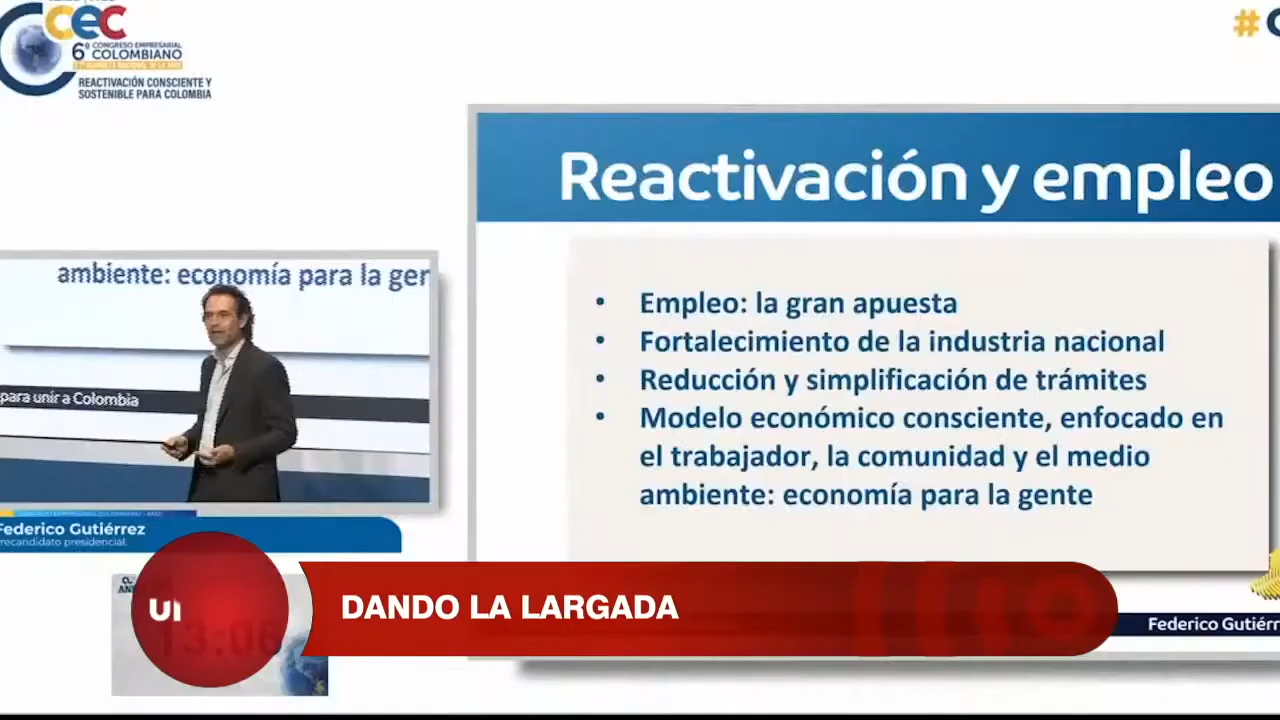 cec
6º CONGRESO EMPRESARIAL
COLOMBIANO
REACTIVACIÓN CONSCIENTE Y
SOSTENIBLE PARA COLOMBIA
#
Reactivación y empleo
• Empleo: la gran apuesta
• Fortalecimiento de la industria nacional
• Reducción y simplificación de trámites
• Modelo económico consciente, enfocado en
el trabajador, la comunidad y el medio
ambiente: economía para la gente
ambiente: economía para la ger
para unir a Colombia
Federico Gutiérrez
recandidato presidencial
13:06
DANDO LA LARGADA
Federico Gutiérr